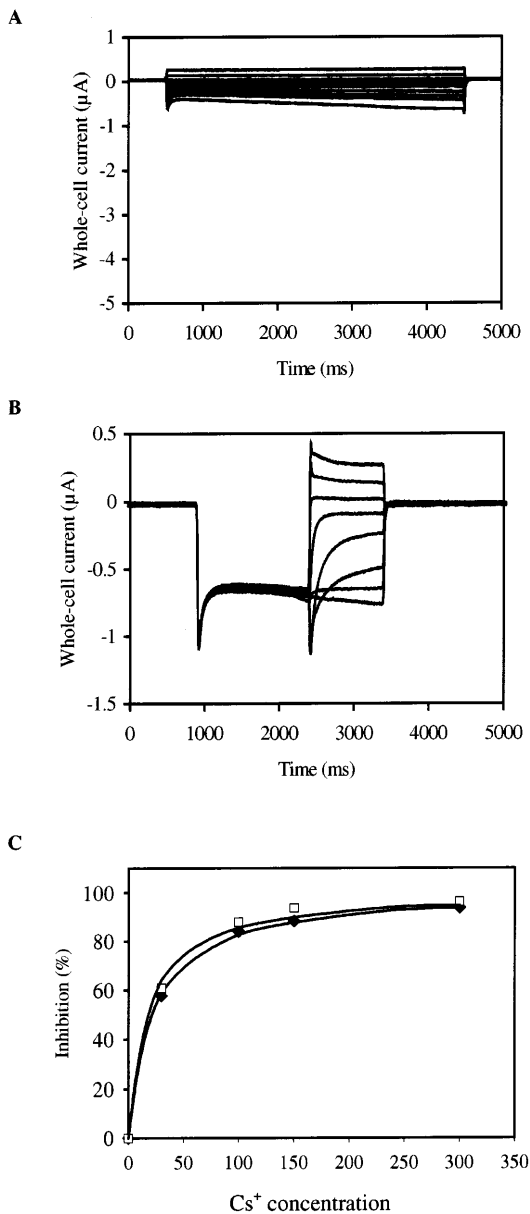 A
Whole-cell current (µA)
1
0
-1
-2
-3
-4
-5
0 1000 2000 3000 4000 5000
Time (ms)
B
Whole-cell current (µA)
0.5
0
-0.5
-1
-1.5
0 1000 2000 3000 4000 5000
Time (ms)
C
Inhibition (%)
100
80
60
40
20
0
0 50 100 150 200 250 300 350
Cs⁺ concentration